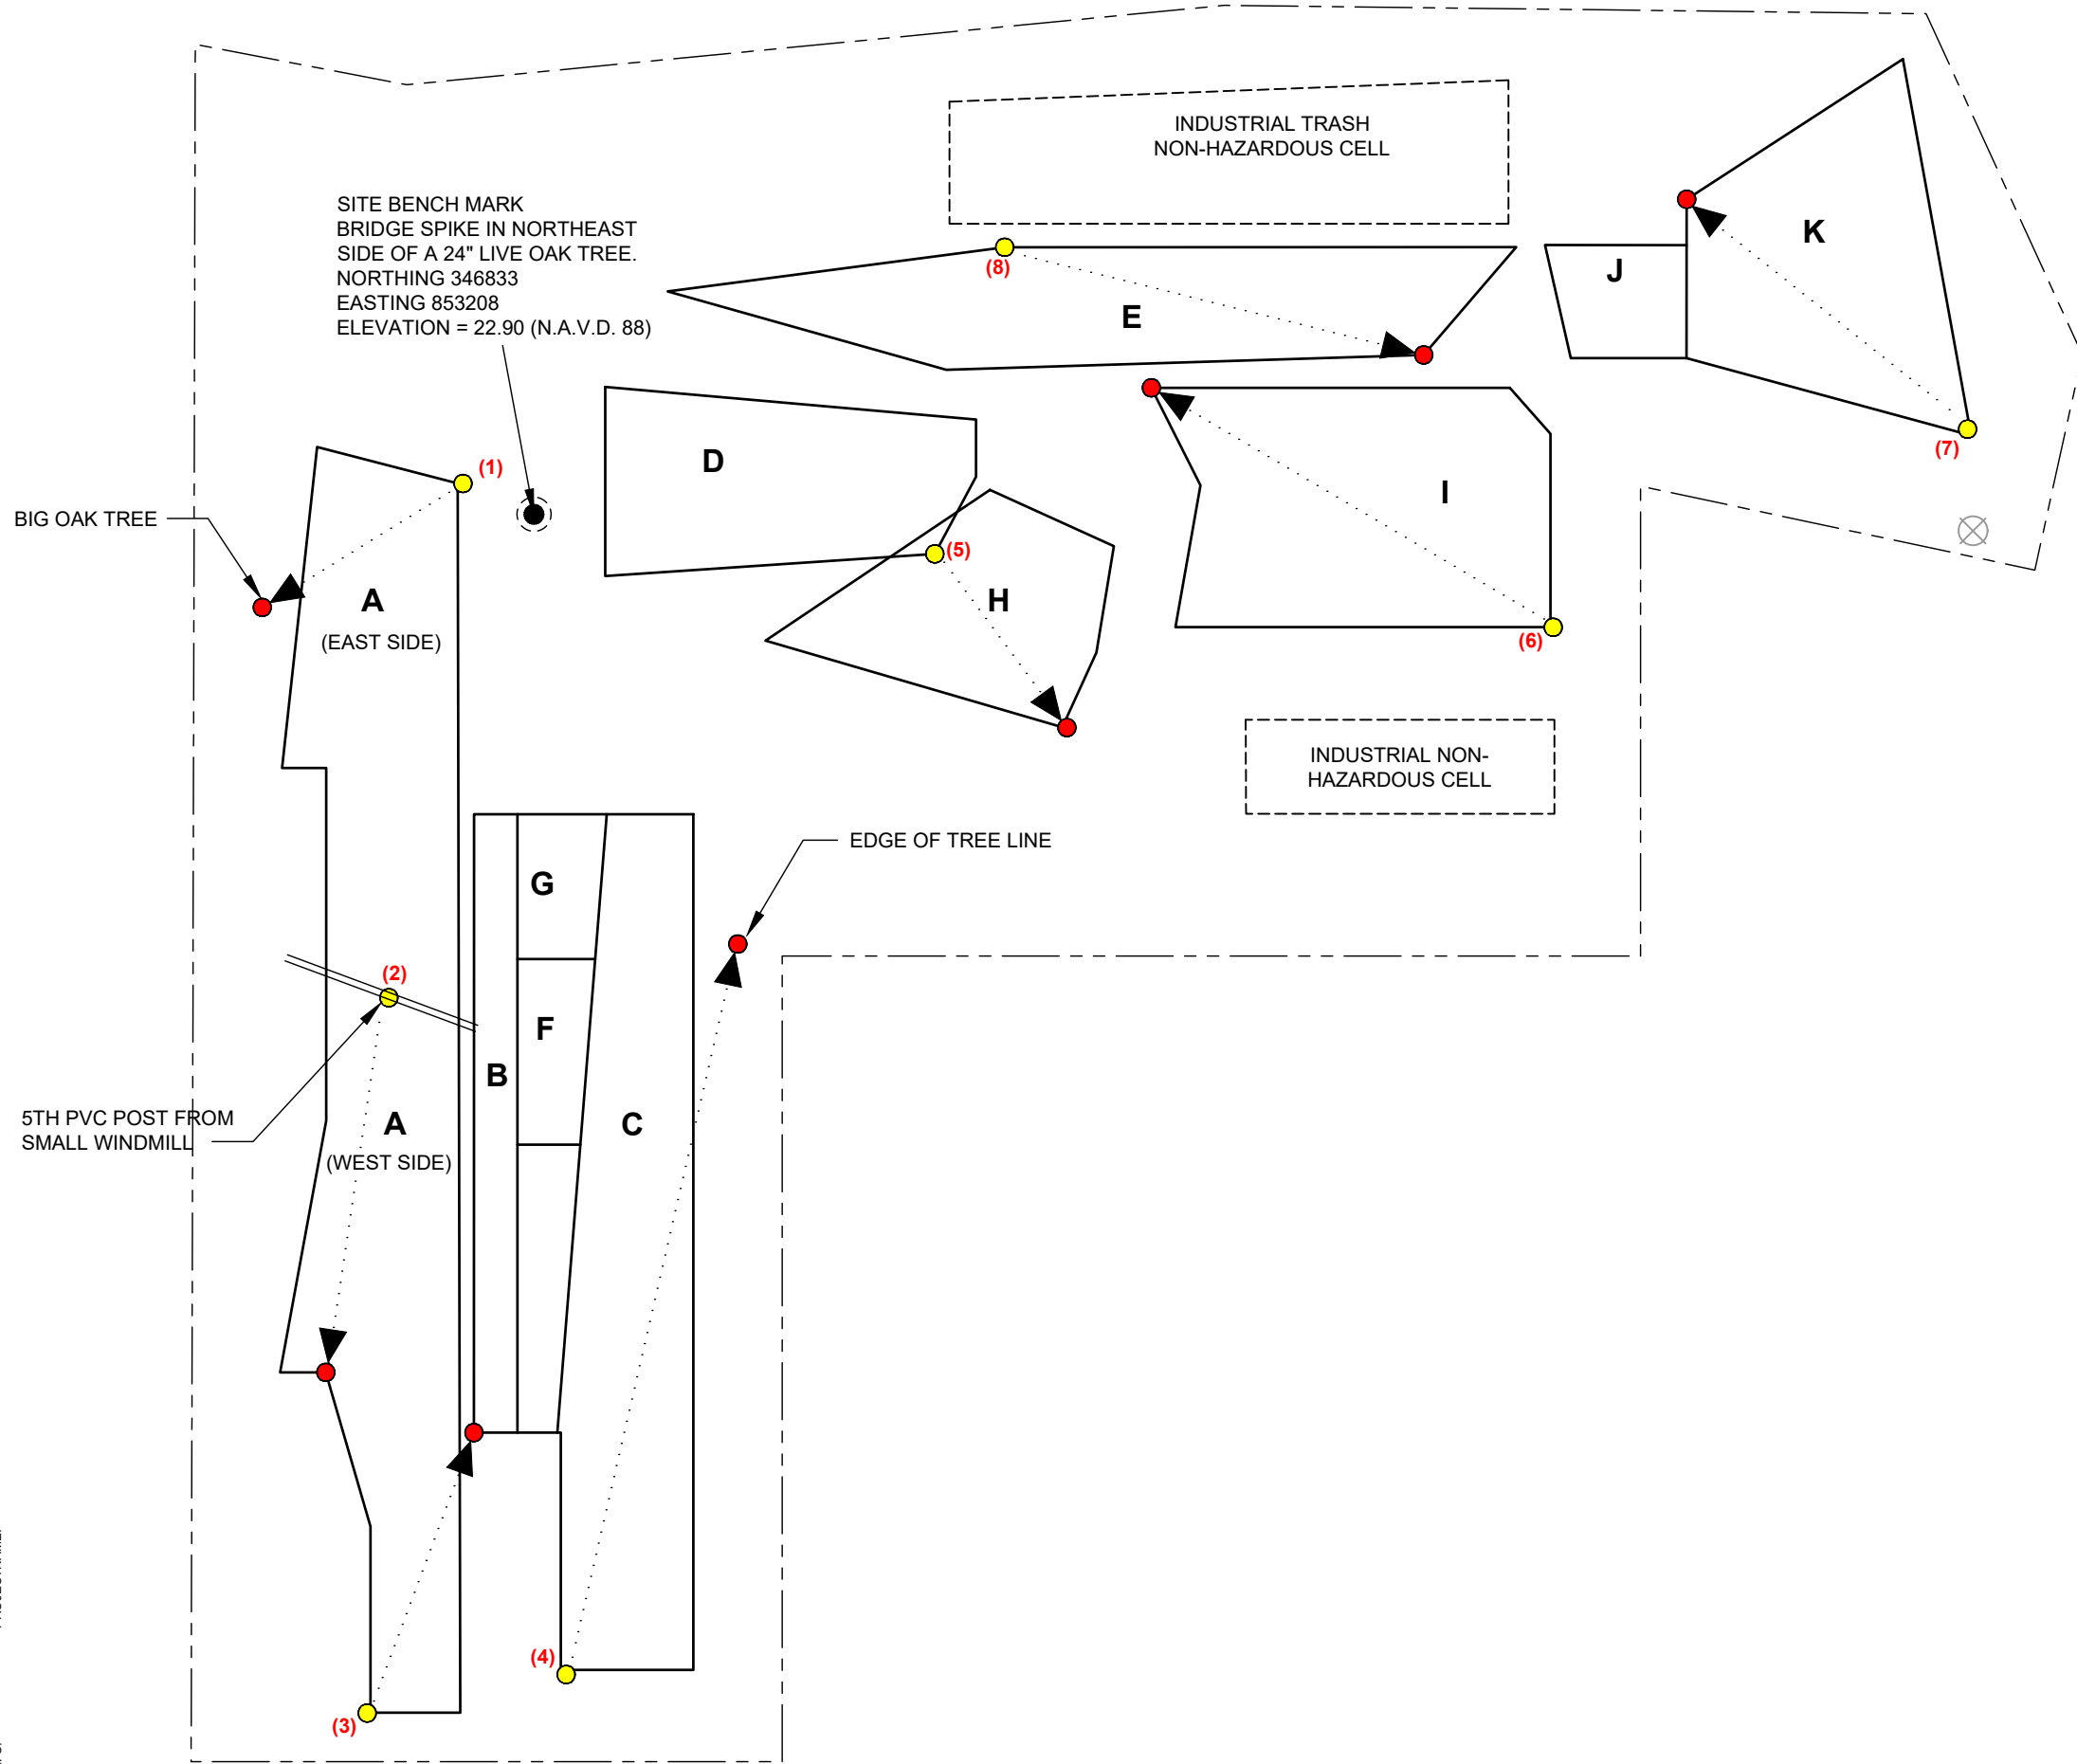 INDUSTRIAL TRASH
NON-HAZARDOUS CELL
SITE BENCH MARK
BRIDGE SPIKE IN NORTHEAST
SIDE OF A 24" LIVE OAK TREE.
NORTHING 346833
EASTING 853208
ELEVATION = 22.90 (N.A.V.D. 88)
K
J
(8)
E
(7)
D
(1)
I
BIG OAK TREE
(5)
A
(EAST SIDE)
H
(6)
INDUSTRIAL NON-
HAZARDOUS CELL
EDGE OF TREE LINE
G
(2)
F
B
5TH PVC POST FROM
SMALL WINDMILL
A
(WEST SIDE)
C
(4)
(3)